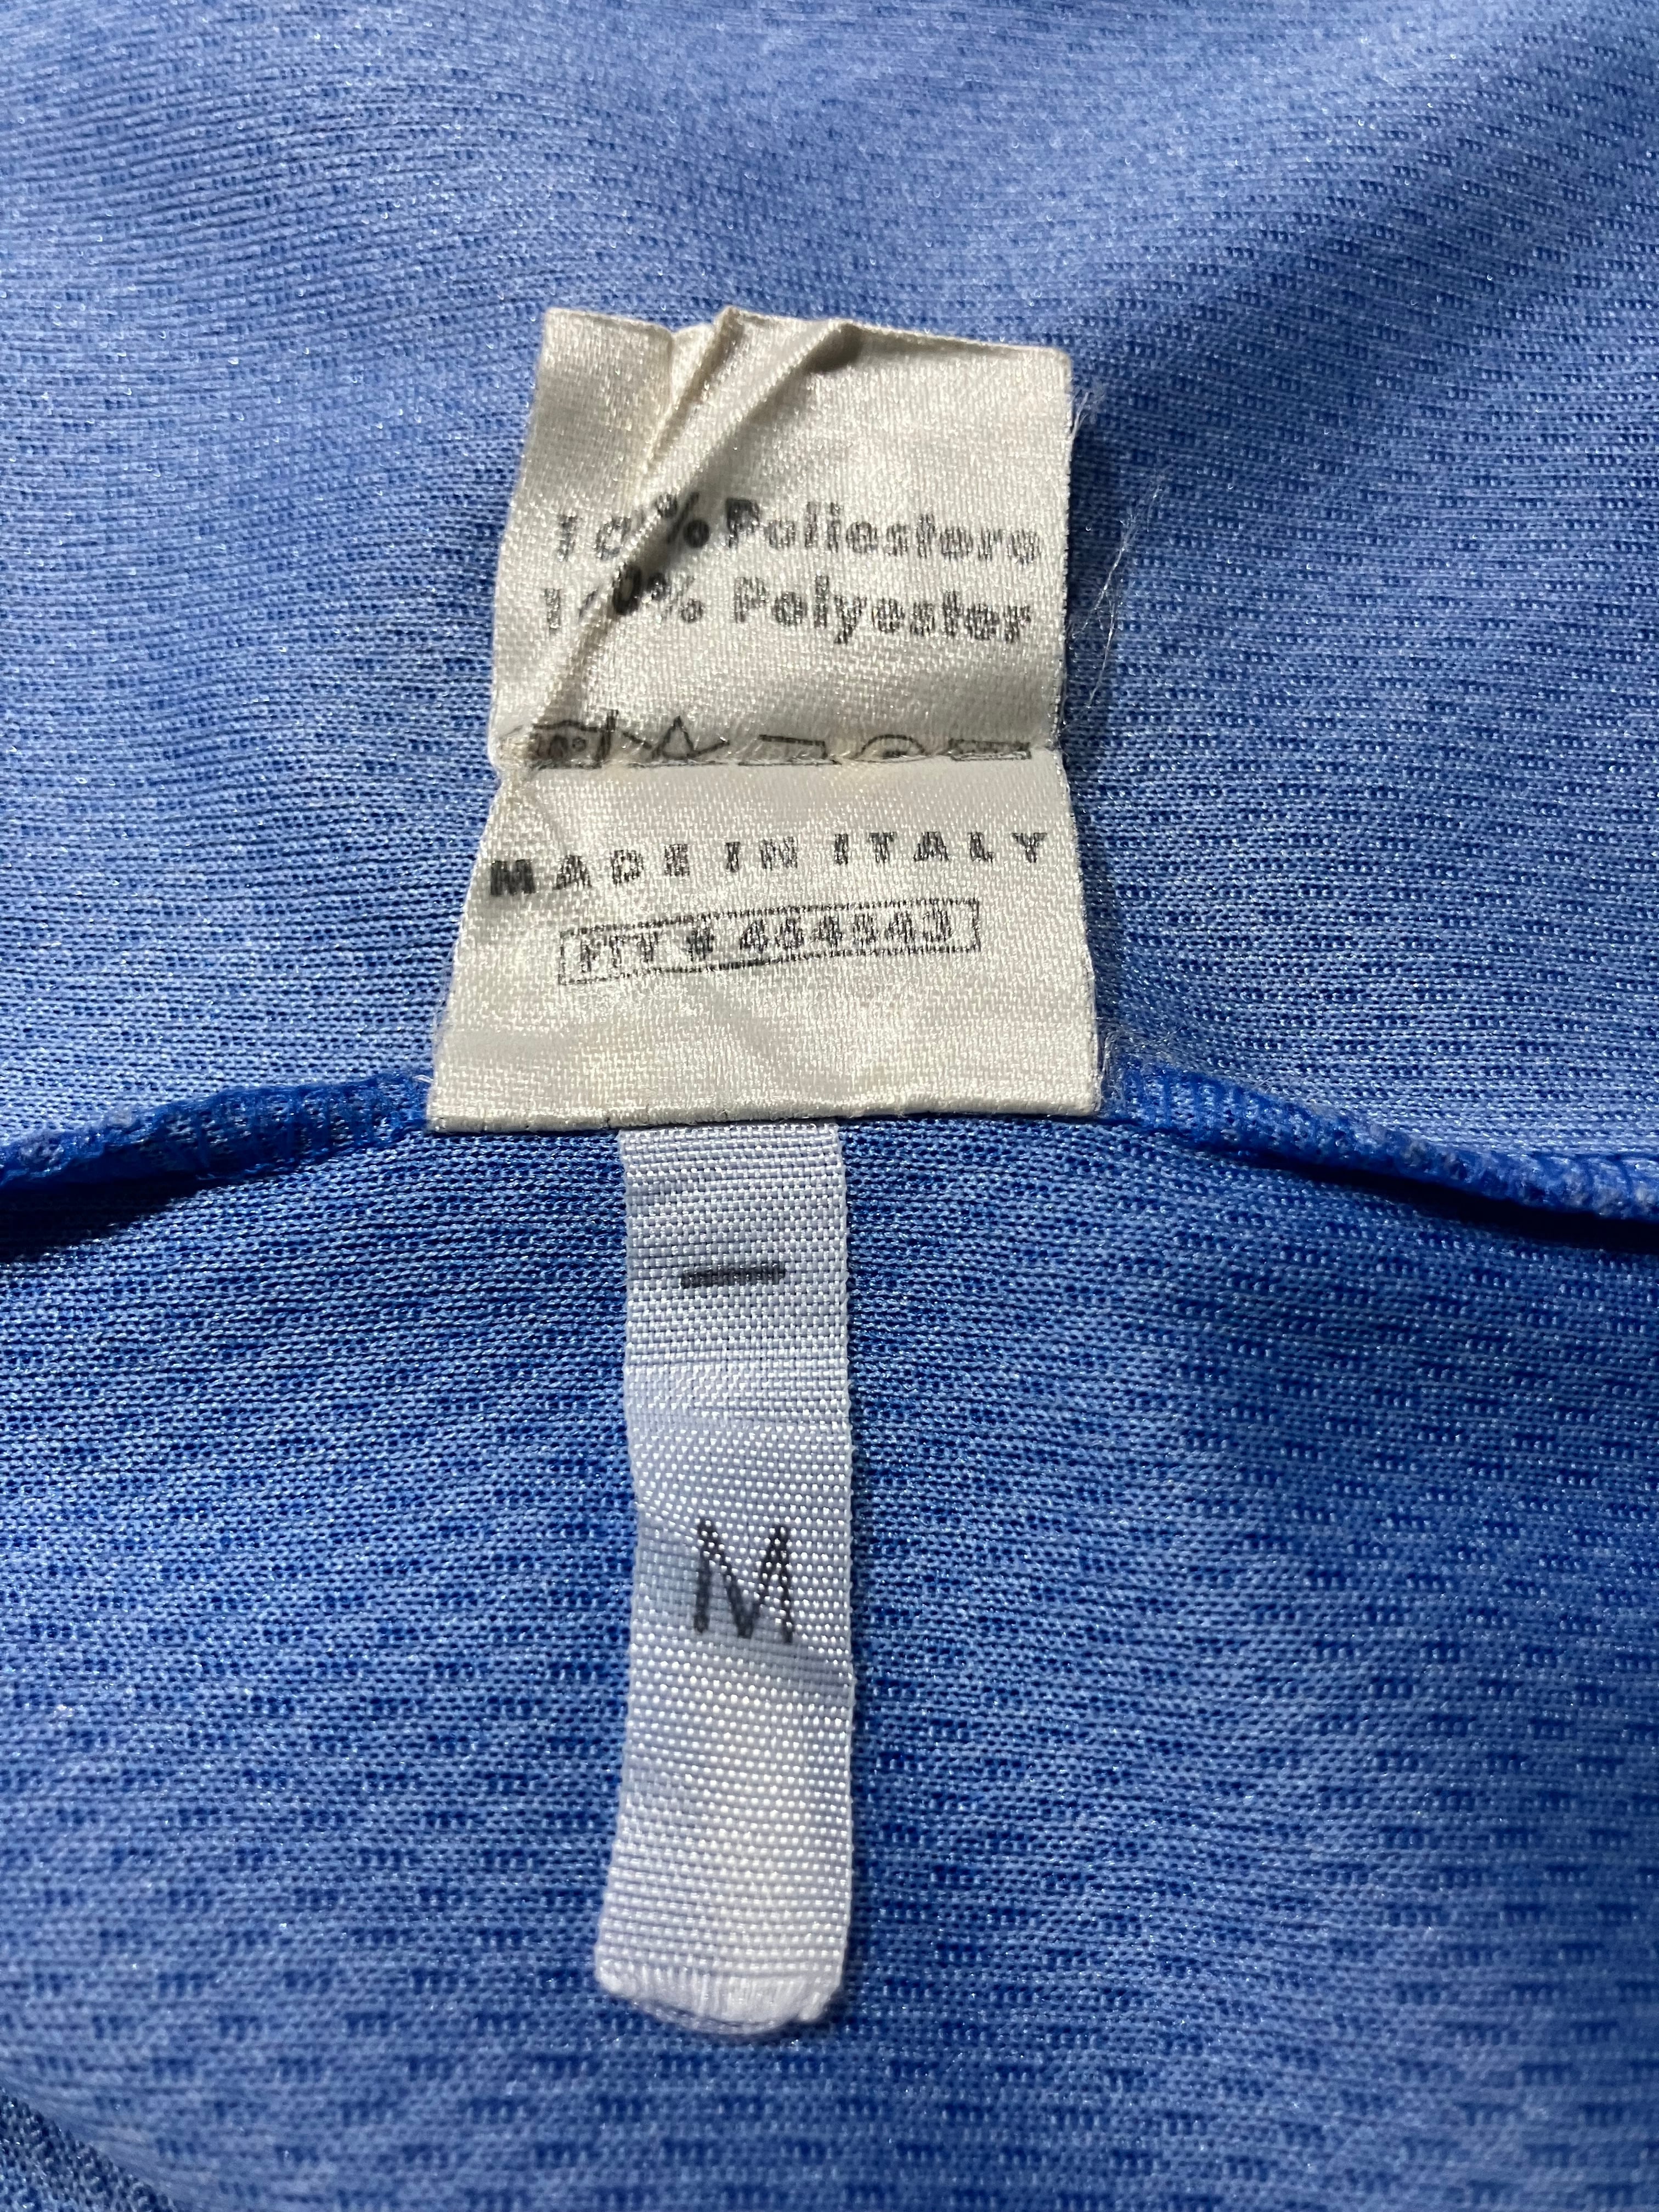 100% Poliestere
100% Polyester
MADE IN ITALY
M